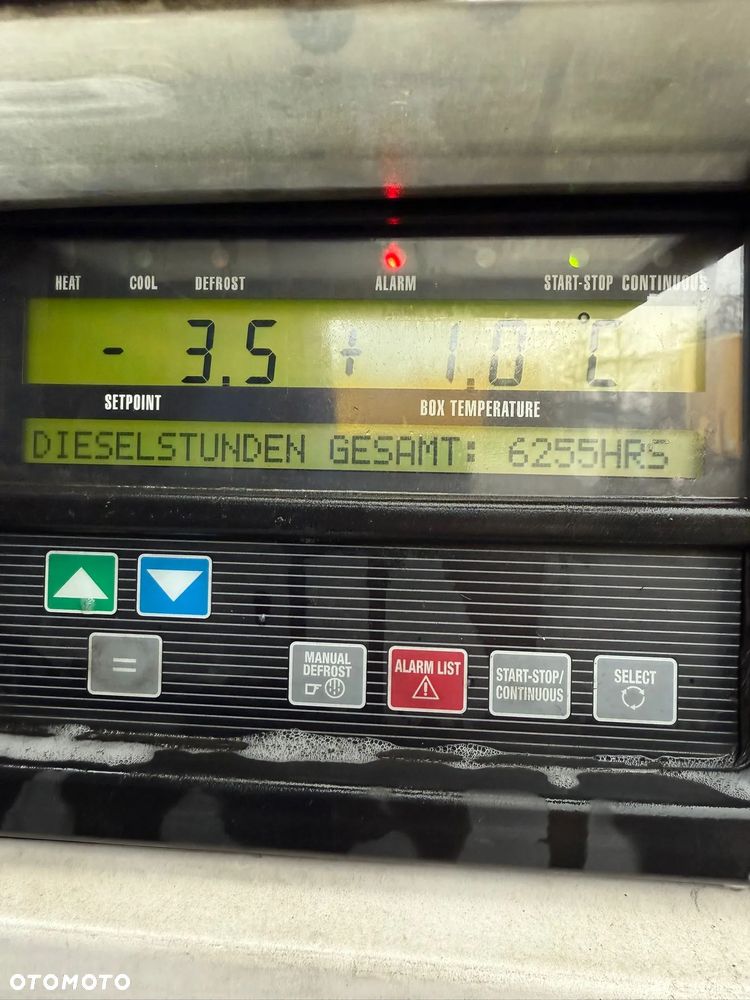 HEAT COOL DEFROST ALARM START-STOP CONTINUOUS
- 3.5 + 1.0 °C
SETPOINT BOX TEMPERATURE
DIESELSTUNDEN GESAMT: 6255HRS
=
MANUAL DEFROST
ALARM LIST
START-STOP/
CONTINUOUS
SELECT
OTOMOTO